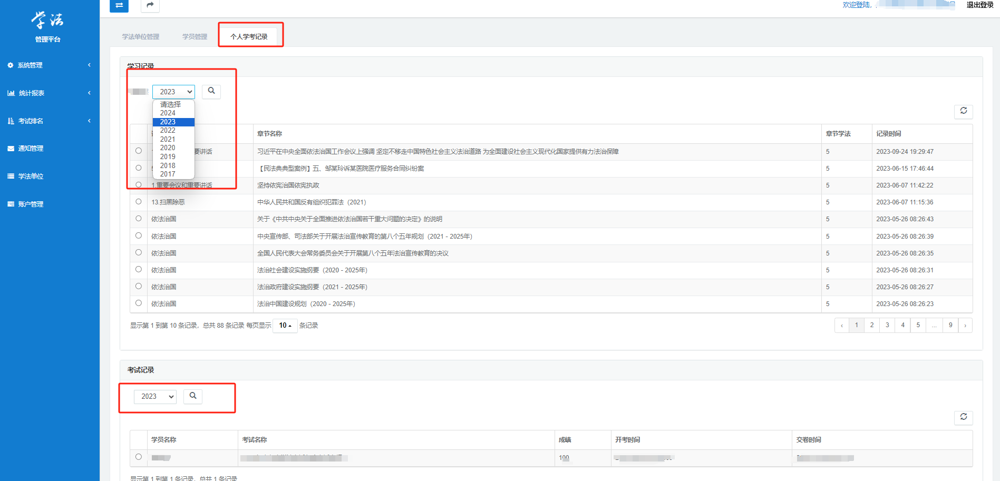 学法
管理平台
系统管理
统计报表
考试排名
通知管理
学法单位
账户管理
欢迎登陆,
退出登录
学法单位管理 学员管理 个人学考记录
学习记录
2023
请选择
2024
2023
2022
2021
2020
2019
2018
2017
章节名称 章节学法 记录时间
要讲话 习近平在中央全面依法治国工作会议上强调 坚定不移走中国特色社会主义法治道路 为全面建设社会主义现代化国家提供有力法治保障 5 2023-09-24 19:29:47
【民法典典型案例】五、邹某玲诉某医院医疗服务合同纠纷案 5 2023-06-15 17:46:44
1.重要会议和重要讲话 坚持依宪治国依宪执政 5 2023-06-07 11:42:22
13.扫黑除恶 中华人民共和国反有组织犯罪法（2021） 5 2023-06-07 11:15:36
依法治国 关于《中共中央关于全面推进依法治国若干重大问题的决定》的说明 5 2023-05-26 08:26:43
依法治国 中央宣传部、司法部关于开展法治宣传教育的第八个五年规划（2021－2025年） 5 2023-05-26 08:26:39
依法治国 全国人民代表大会常务委员会关于开展第八个五年法治宣传教育的决议 5 2023-05-26 08:26:35
依法治国 法治社会建设实施纲要（2020－2025年） 5 2023-05-26 08:26:31
依法治国 法治政府建设实施纲要（2021－2025年） 5 2023-05-26 08:26:27
依法治国 法治中国建设规划（2020－2025年） 5 2023-05-26 08:26:23
显示第 1 到第 10 条记录，总共 88 条记录 每页显示 10 条记录
‹ 1 2 3 4 5 ... 9 ›
考试记录
2023
学员名称 考试名称 成绩 开考时间 交卷时间
100
显示第 1 到第 1 条记录，总共 1 条记录